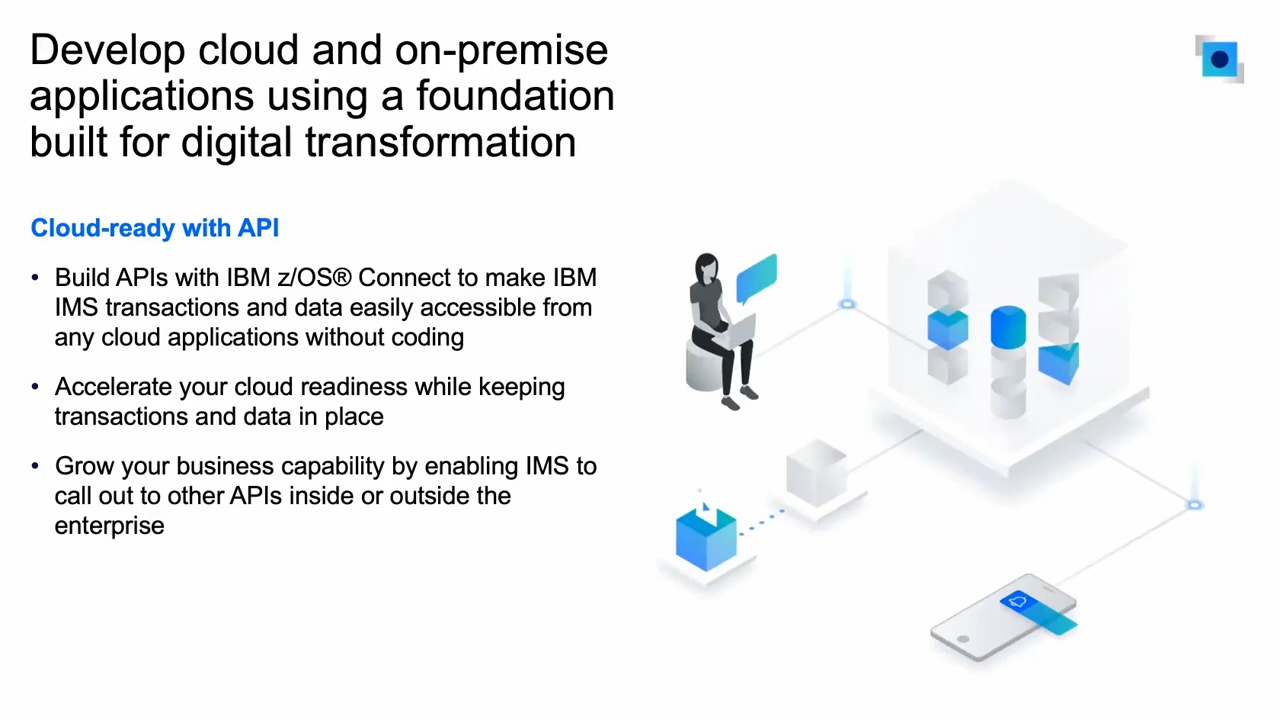 Develop cloud and on-premise
applications using a foundation
built for digital transformation
Cloud-ready with API
• Build APIs with IBM z/OS® Connect to make IBM
IMS transactions and data easily accessible from
any cloud applications without coding
• Accelerate your cloud readiness while keeping
transactions and data in place
• Grow your business capability by enabling IMS to
call out to other APIs inside or outside the
enterprise